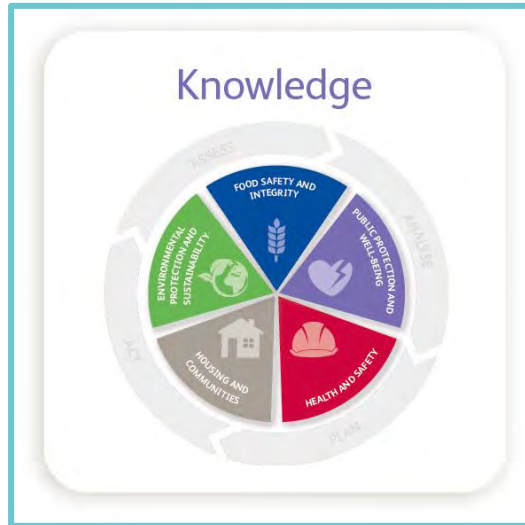 Knowledge
ASSESS
ANALYSE
PLAN
ACT
FOOD SAFETY AND
INTEGRITY
PUBLIC PROTECTION AND
WELL-BEING
HEALTH AND SAFETY
HOUSING AND
COMMUNITIES
ENVIRONMENTAL
PROTECTION AND
SUSTAINABILITY